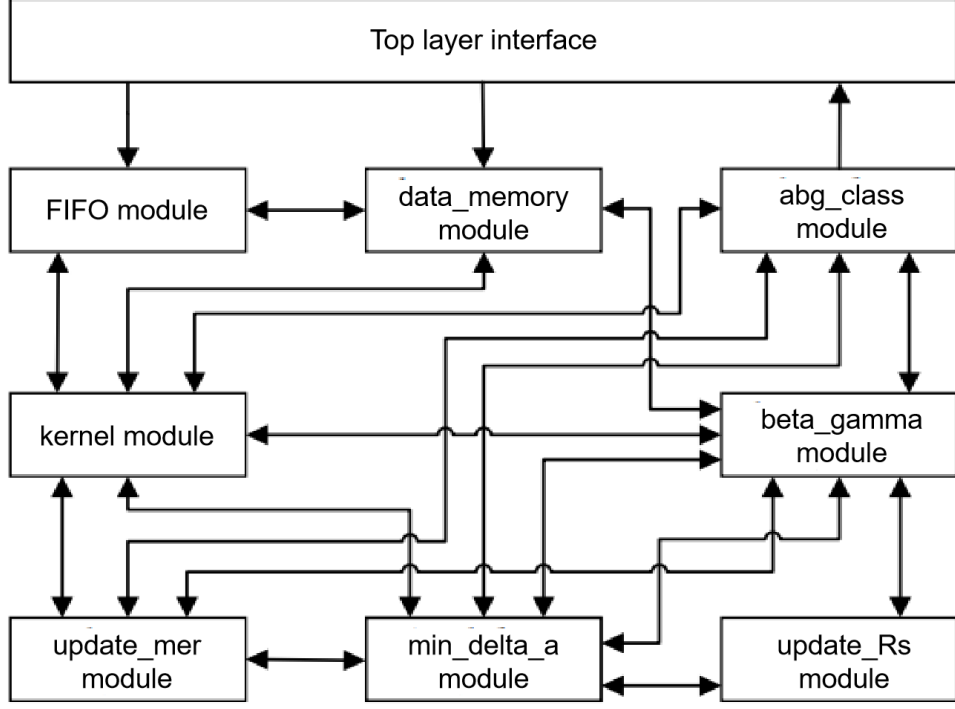 Top layer interface
FIFO module
data_memory
module
abg_class
module
kernel module
beta_gamma
module
update_mer
module
min_delta_a
module
update_Rs
module